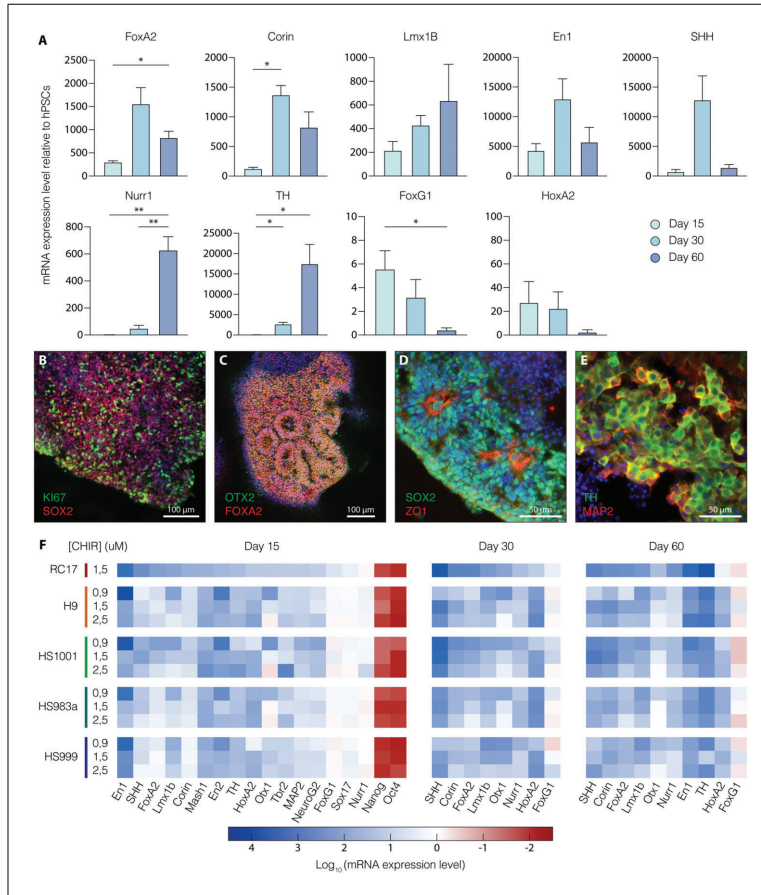 A
FoxA2 Corin Lmx1B En1 SHH
mRNA expression level relative to hPSCs
2500
2000
1500
1000
500
0
*
2000
1500
1000
500
0
*
1000
800
600
400
200
0
20000
15000
10000
5000
0
20000
15000
10000
5000
0
Nurr1 TH FoxG1 HoxA2
800
600
400
200
0
**
**
25000
20000
15000
10000
5000
0
*
*
6
5
4
2
0
*
100
80
60
40
20
0
Day 15
Day 30
Day 60
B
KI67
SOX2
100 µm
C
OTX2
FOXA2
100 µm
D
SOX2
ZO1
50 µm
E
TH
MAP2
50 µm
F
[CHIR] (uM) Day 15 Day 30 Day 60
RC17 1,5
H9
0,9
1,5
2,5
HS1001
0,9
1,5
2,5
HS983a
0,9
1,5
2,5
HS999
0,9
1,5
2,5
En1 SHH FoxA2 Lmx1b Corin Mash1 En2 TH HoxA2 Otx1 Tbr2 MAP2 NeuroG2 FoxG1 Sox17 Nurr1 Nanog Oct4
SHH Corin FoxA2 Lmx1b Otx1 Nurr1 HoxA2 FoxG1
SHH Corin FoxA2 Lmx1b Otx1 Nurr1 En1 TH HoxA2 FoxG1
4 3 2 1 0 -1 -2
Log10 (mRNA expression level)